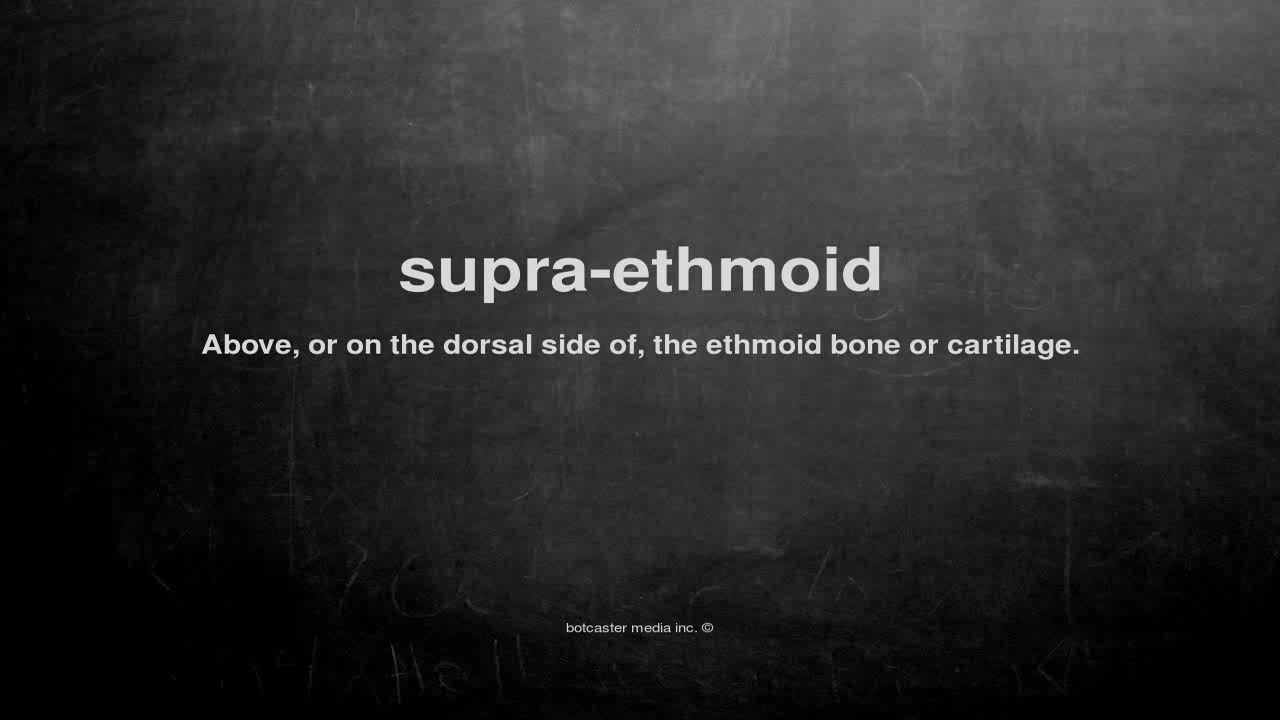 supra-ethmoid
Above, or on the dorsal side of, the ethmoid bone or cartilage.
botcaster media inc. ©